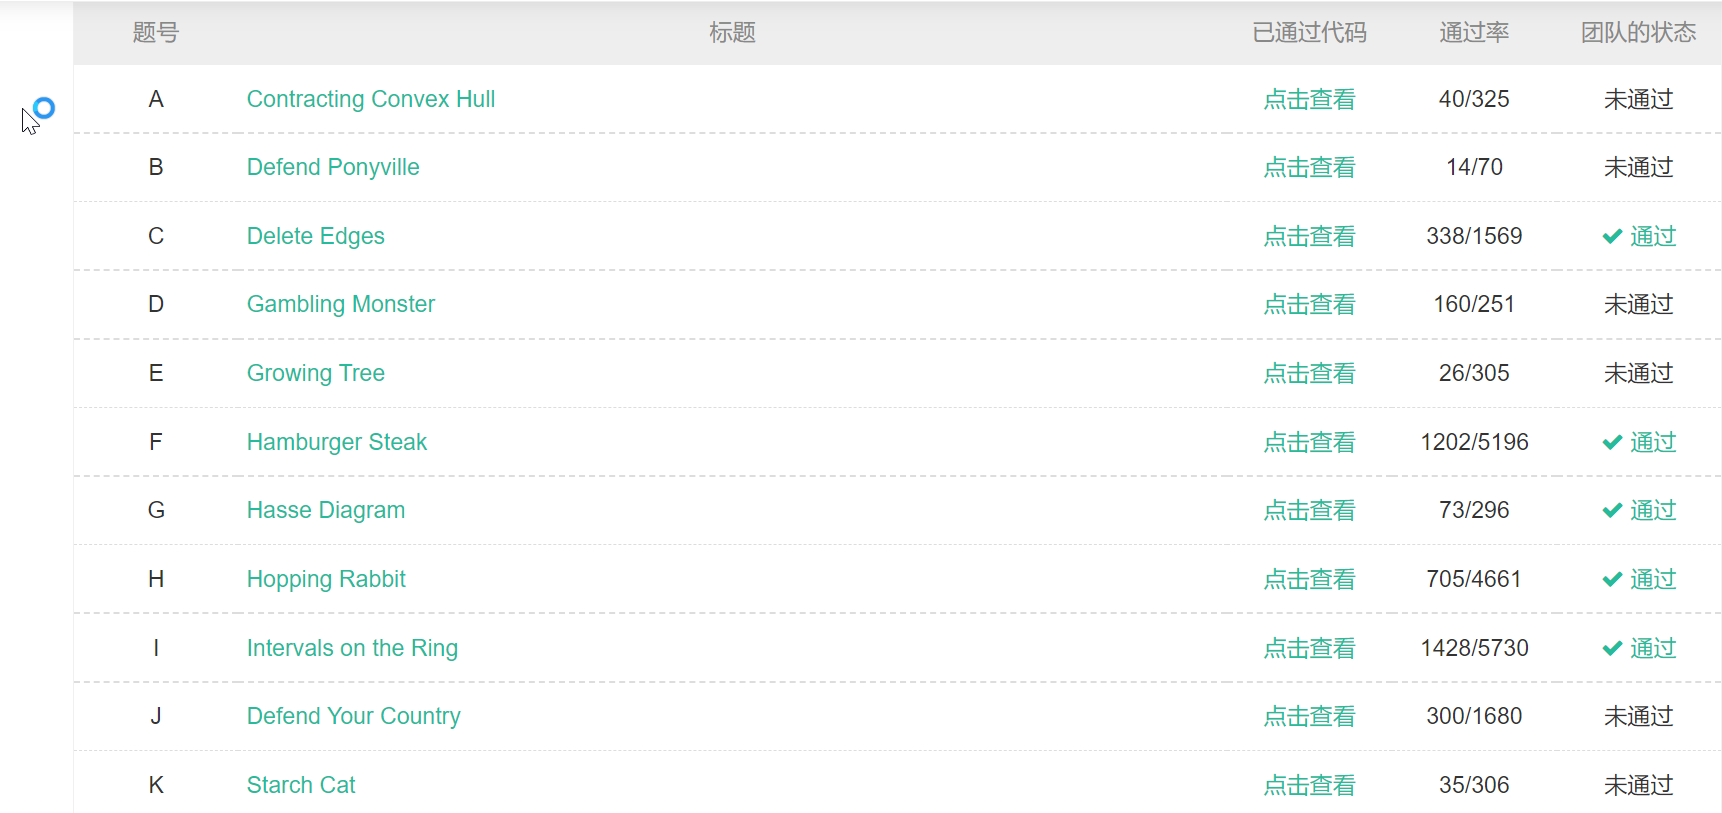 题号 标题 已通过代码 通过率 团队的状态
A Contracting Convex Hull 点击查看 40/325 未通过
B Defend Ponyville 点击查看 14/70 未通过
C Delete Edges 点击查看 338/1569 通过
D Gambling Monster 点击查看 160/251 未通过
E Growing Tree 点击查看 26/305 未通过
F Hamburger Steak 点击查看 1202/5196 通过
G Hasse Diagram 点击查看 73/296 通过
H Hopping Rabbit 点击查看 705/4661 通过
I Intervals on the Ring 点击查看 1428/5730 通过
J Defend Your Country 点击查看 300/1680 未通过
K Starch Cat 点击查看 35/306 未通过